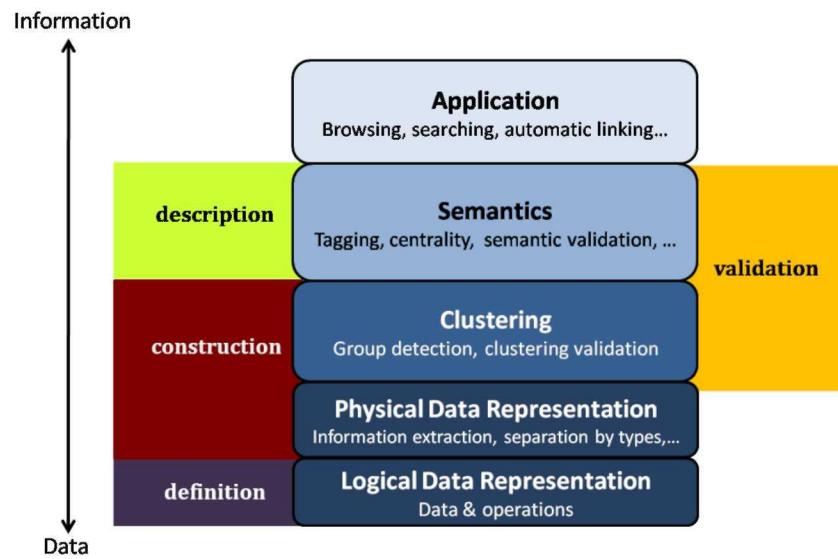 Information
Application
Browsing, searching, automatic linking...
description
Semantics
Tagging, centrality, semantic validation, ...
validation
Clustering
construction
Group detection, clustering validation
Physical Data Representation
Information extraction, separation by types,...
definition
Logical Data Representation
Data & operations
Data